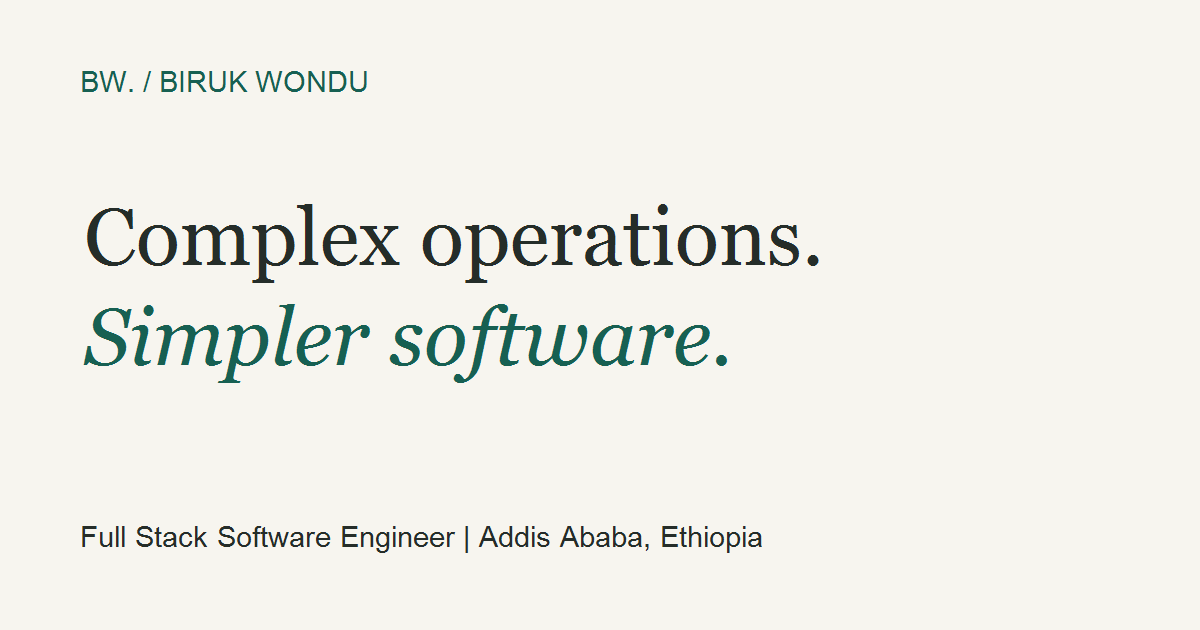 BW. / BIRUK WONDU
Complex operations.
Simpler software.
Full Stack Software Engineer | Addis Ababa, Ethiopia